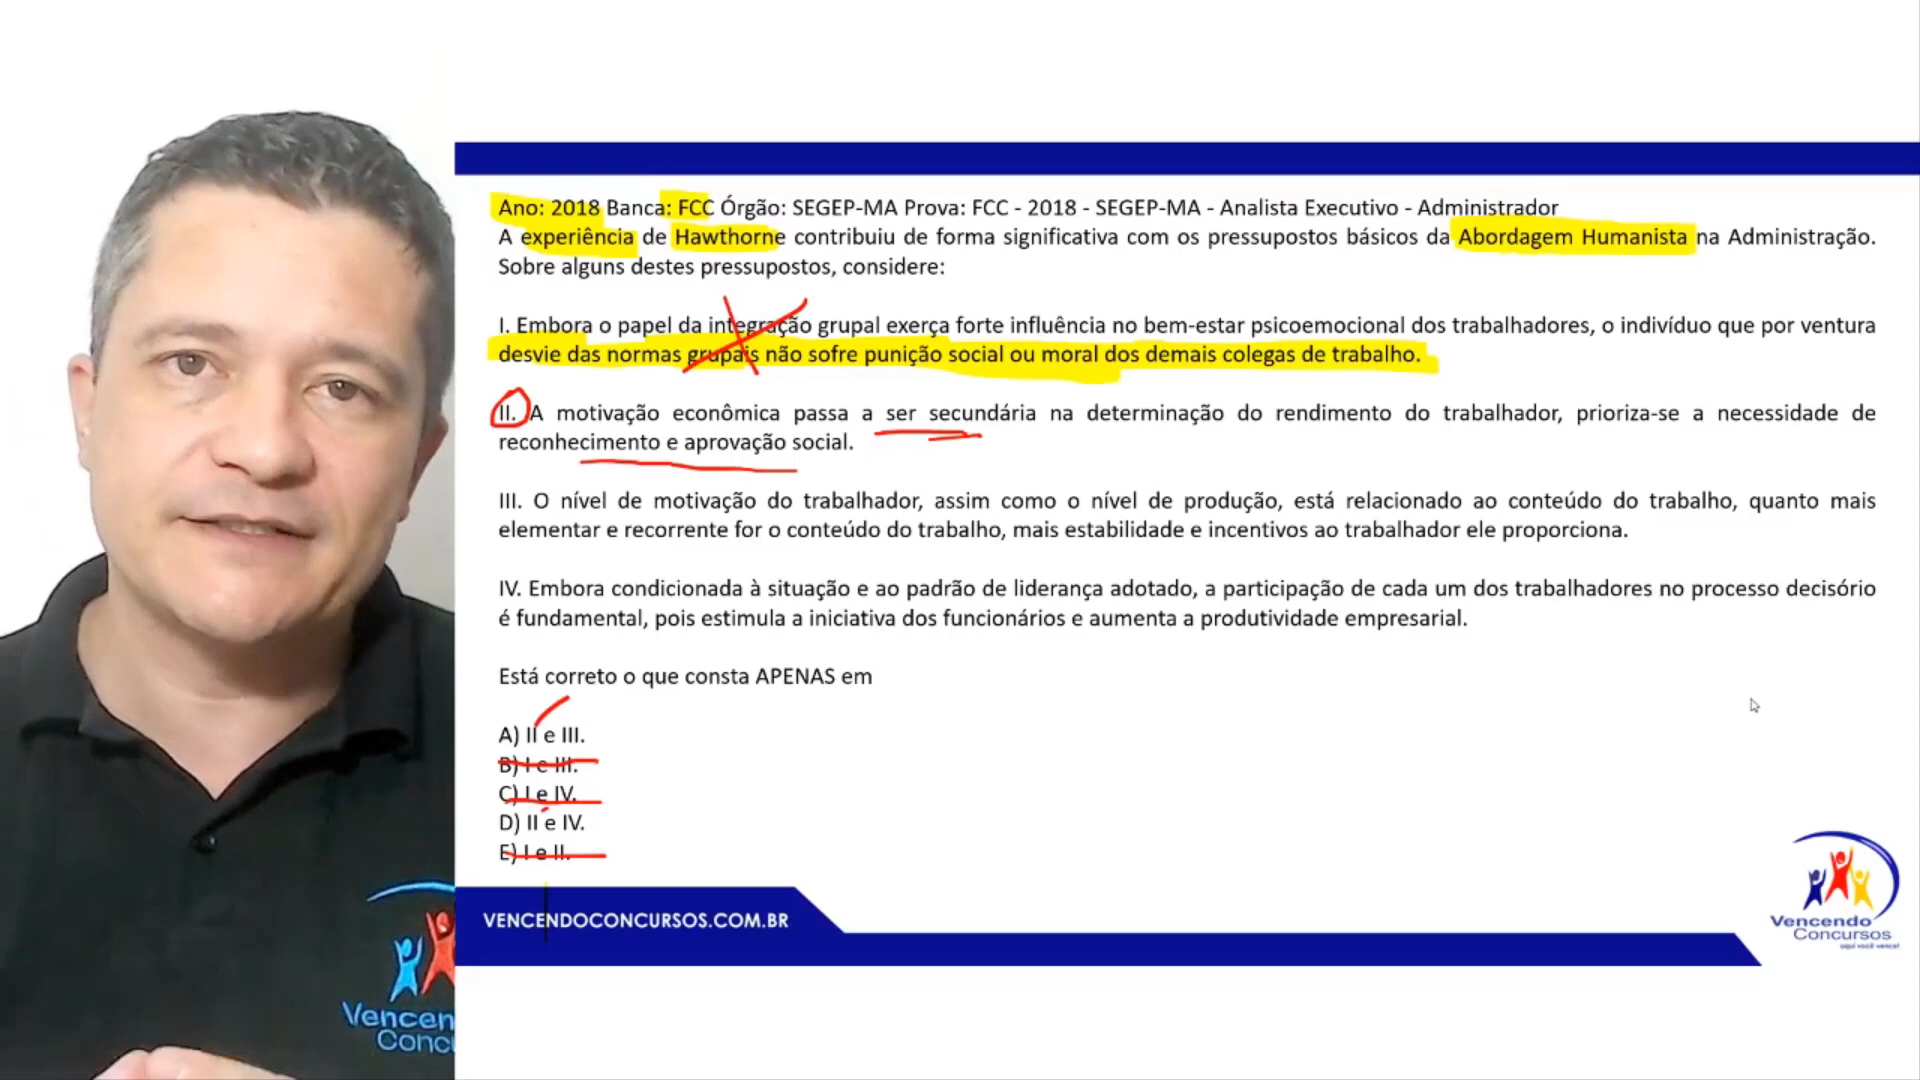 Ano: 2018 Banca: FCC Órgão: SEGEP-MA Prova: FCC - 2018 - SEGEP-MA - Analista Executivo - Administrador
A experiência de Hawthorne contribuiu de forma significativa com os pressupostos básicos da Abordagem Humanista na Administração.
Sobre alguns destes pressupostos, considere:
I. Embora o papel da integração grupal exerça forte influência no bem-estar psicoemocional dos trabalhadores, o indivíduo que por ventura
desvie das normas grupais não sofre punição social ou moral dos demais colegas de trabalho.
II. A motivação econômica passa a ser secundária na determinação do rendimento do trabalhador, prioriza-se a necessidade de
reconhecimento e aprovação social.
III. O nível de motivação do trabalhador, assim como o nível de produção, está relacionado ao conteúdo do trabalho, quanto mais
elementar e recorrente for o conteúdo do trabalho, mais estabilidade e incentivos ao trabalhador ele proporciona.
IV. Embora condicionada à situação e ao padrão de liderança adotado, a participação de cada um dos trabalhadores no processo decisório
é fundamental, pois estimula a iniciativa dos funcionários e aumenta a produtividade empresarial.
Está correto o que consta APENAS em
A) II e III.
B) I e III.
C) I e IV.
D) II e IV.
E) I e II.
VENCENDOCONCURSOS.COM.BR
Vencendo
Concursos
aqui você vence!
Vencen
Conc